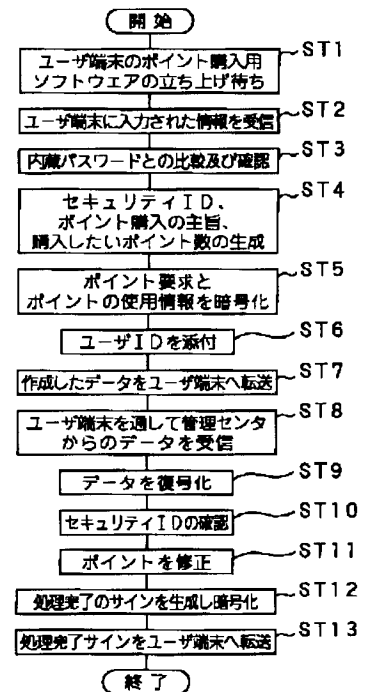 開始
ユーザ端末のポイント購入用
ソフトウェアの立ち上げ待ち
ST1
ユーザ端末に入力された情報を受信
ST2
内蔵パスワードとの比較及び確認
ST3
セキュリティID、
ポイント購入の主旨、
購入したいポイント数の生成
ST4
ポイント要求と
ポイントの使用情報を暗号化
ST5
ユーザIDを添付
ST6
作成したデータをユーザ端末へ転送
ST7
ユーザ端末を通して管理センタ
からのデータを受信
ST8
データを復号化
ST9
セキュリティIDの確認
ST10
ポイントを修正
ST11
処理完了のサインを生成し暗号化
ST12
処理完了サインをユーザ端末へ転送
ST13
終了